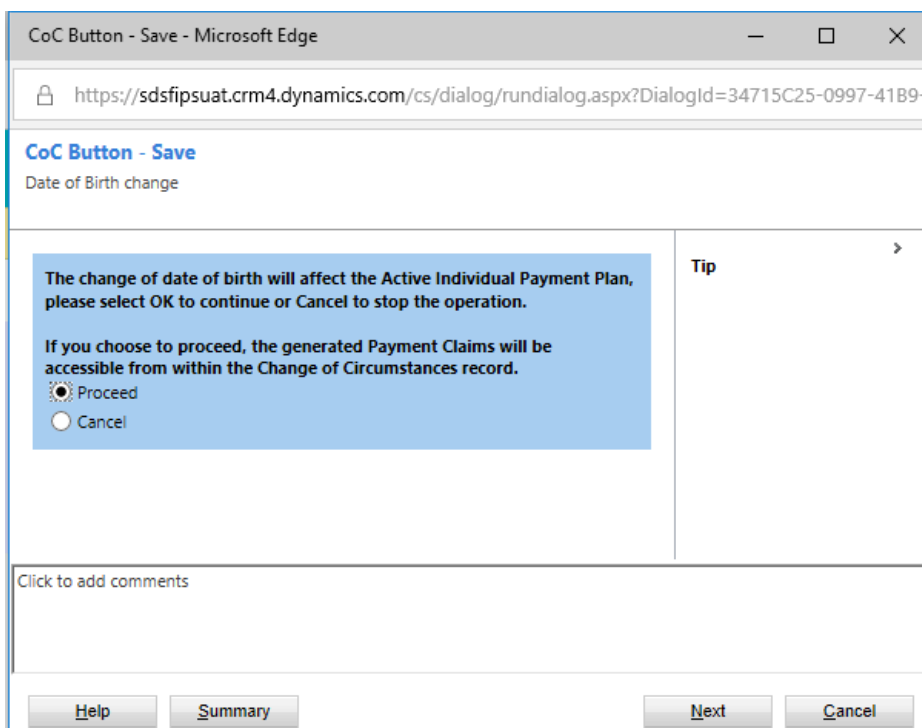 CoC Button - Save - Microsoft Edge
https://sdsfipsuat.crm4.dynamics.com/cs/dialog/rundialog.aspx?DialogId=34715C25-0997-41B9-
CoC Button - Save
Date of Birth change
The change of date of birth will affect the Active Individual Payment Plan,
please select OK to continue or Cancel to stop the operation.
If you choose to proceed, the generated Payment Claims will be
accessible from within the Change of Circumstances record.
Proceed
Cancel
Tip
Click to add comments
Help
Summary
Next
Cancel